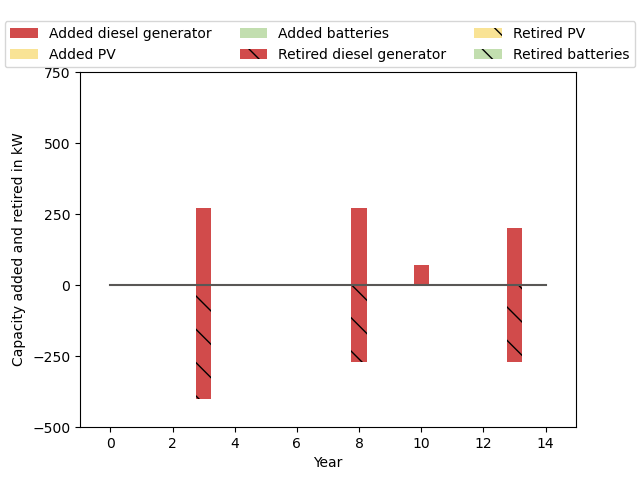 Added diesel generator
Added PV
Added batteries
Retired diesel generator
Retired PV
Retired batteries
750
500
250
0
−250
−500
Capacity added and retired in kW
0 2 4 6 8 10 12 14
Year